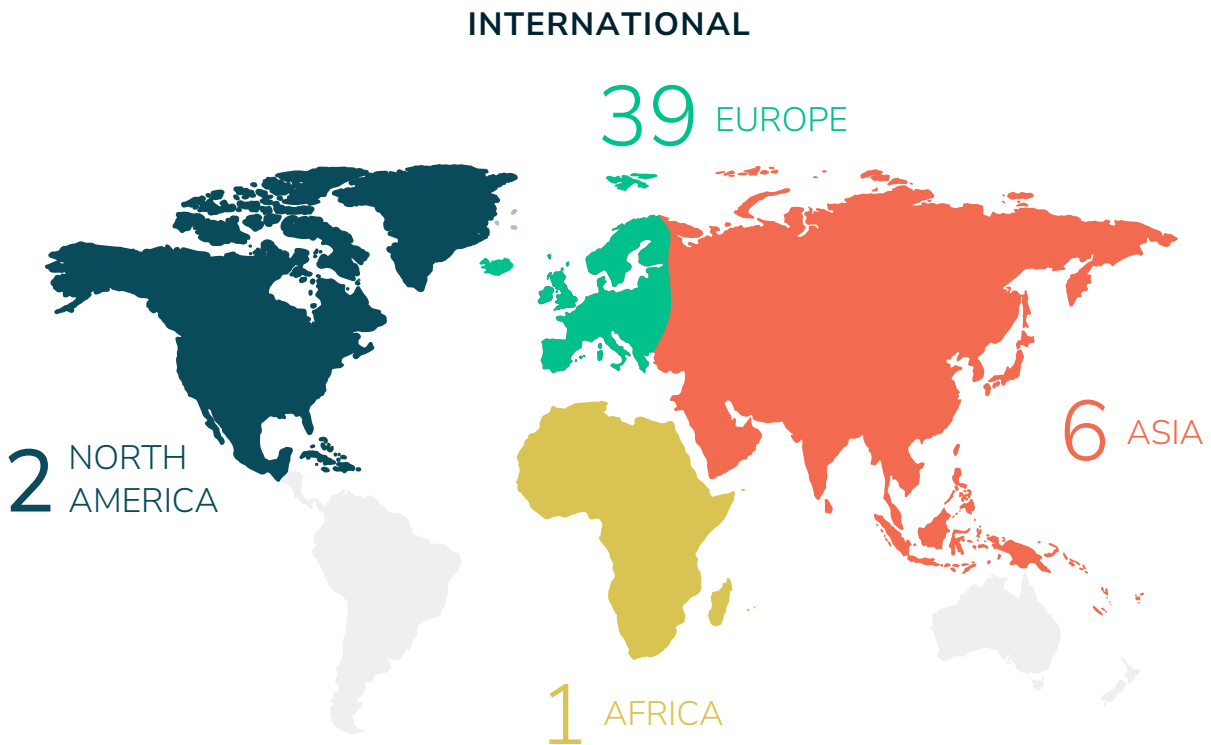 INTERNATIONAL
39 EUROPE
6 ASIA
2 NORTH
AMERICA
1 AFRICA